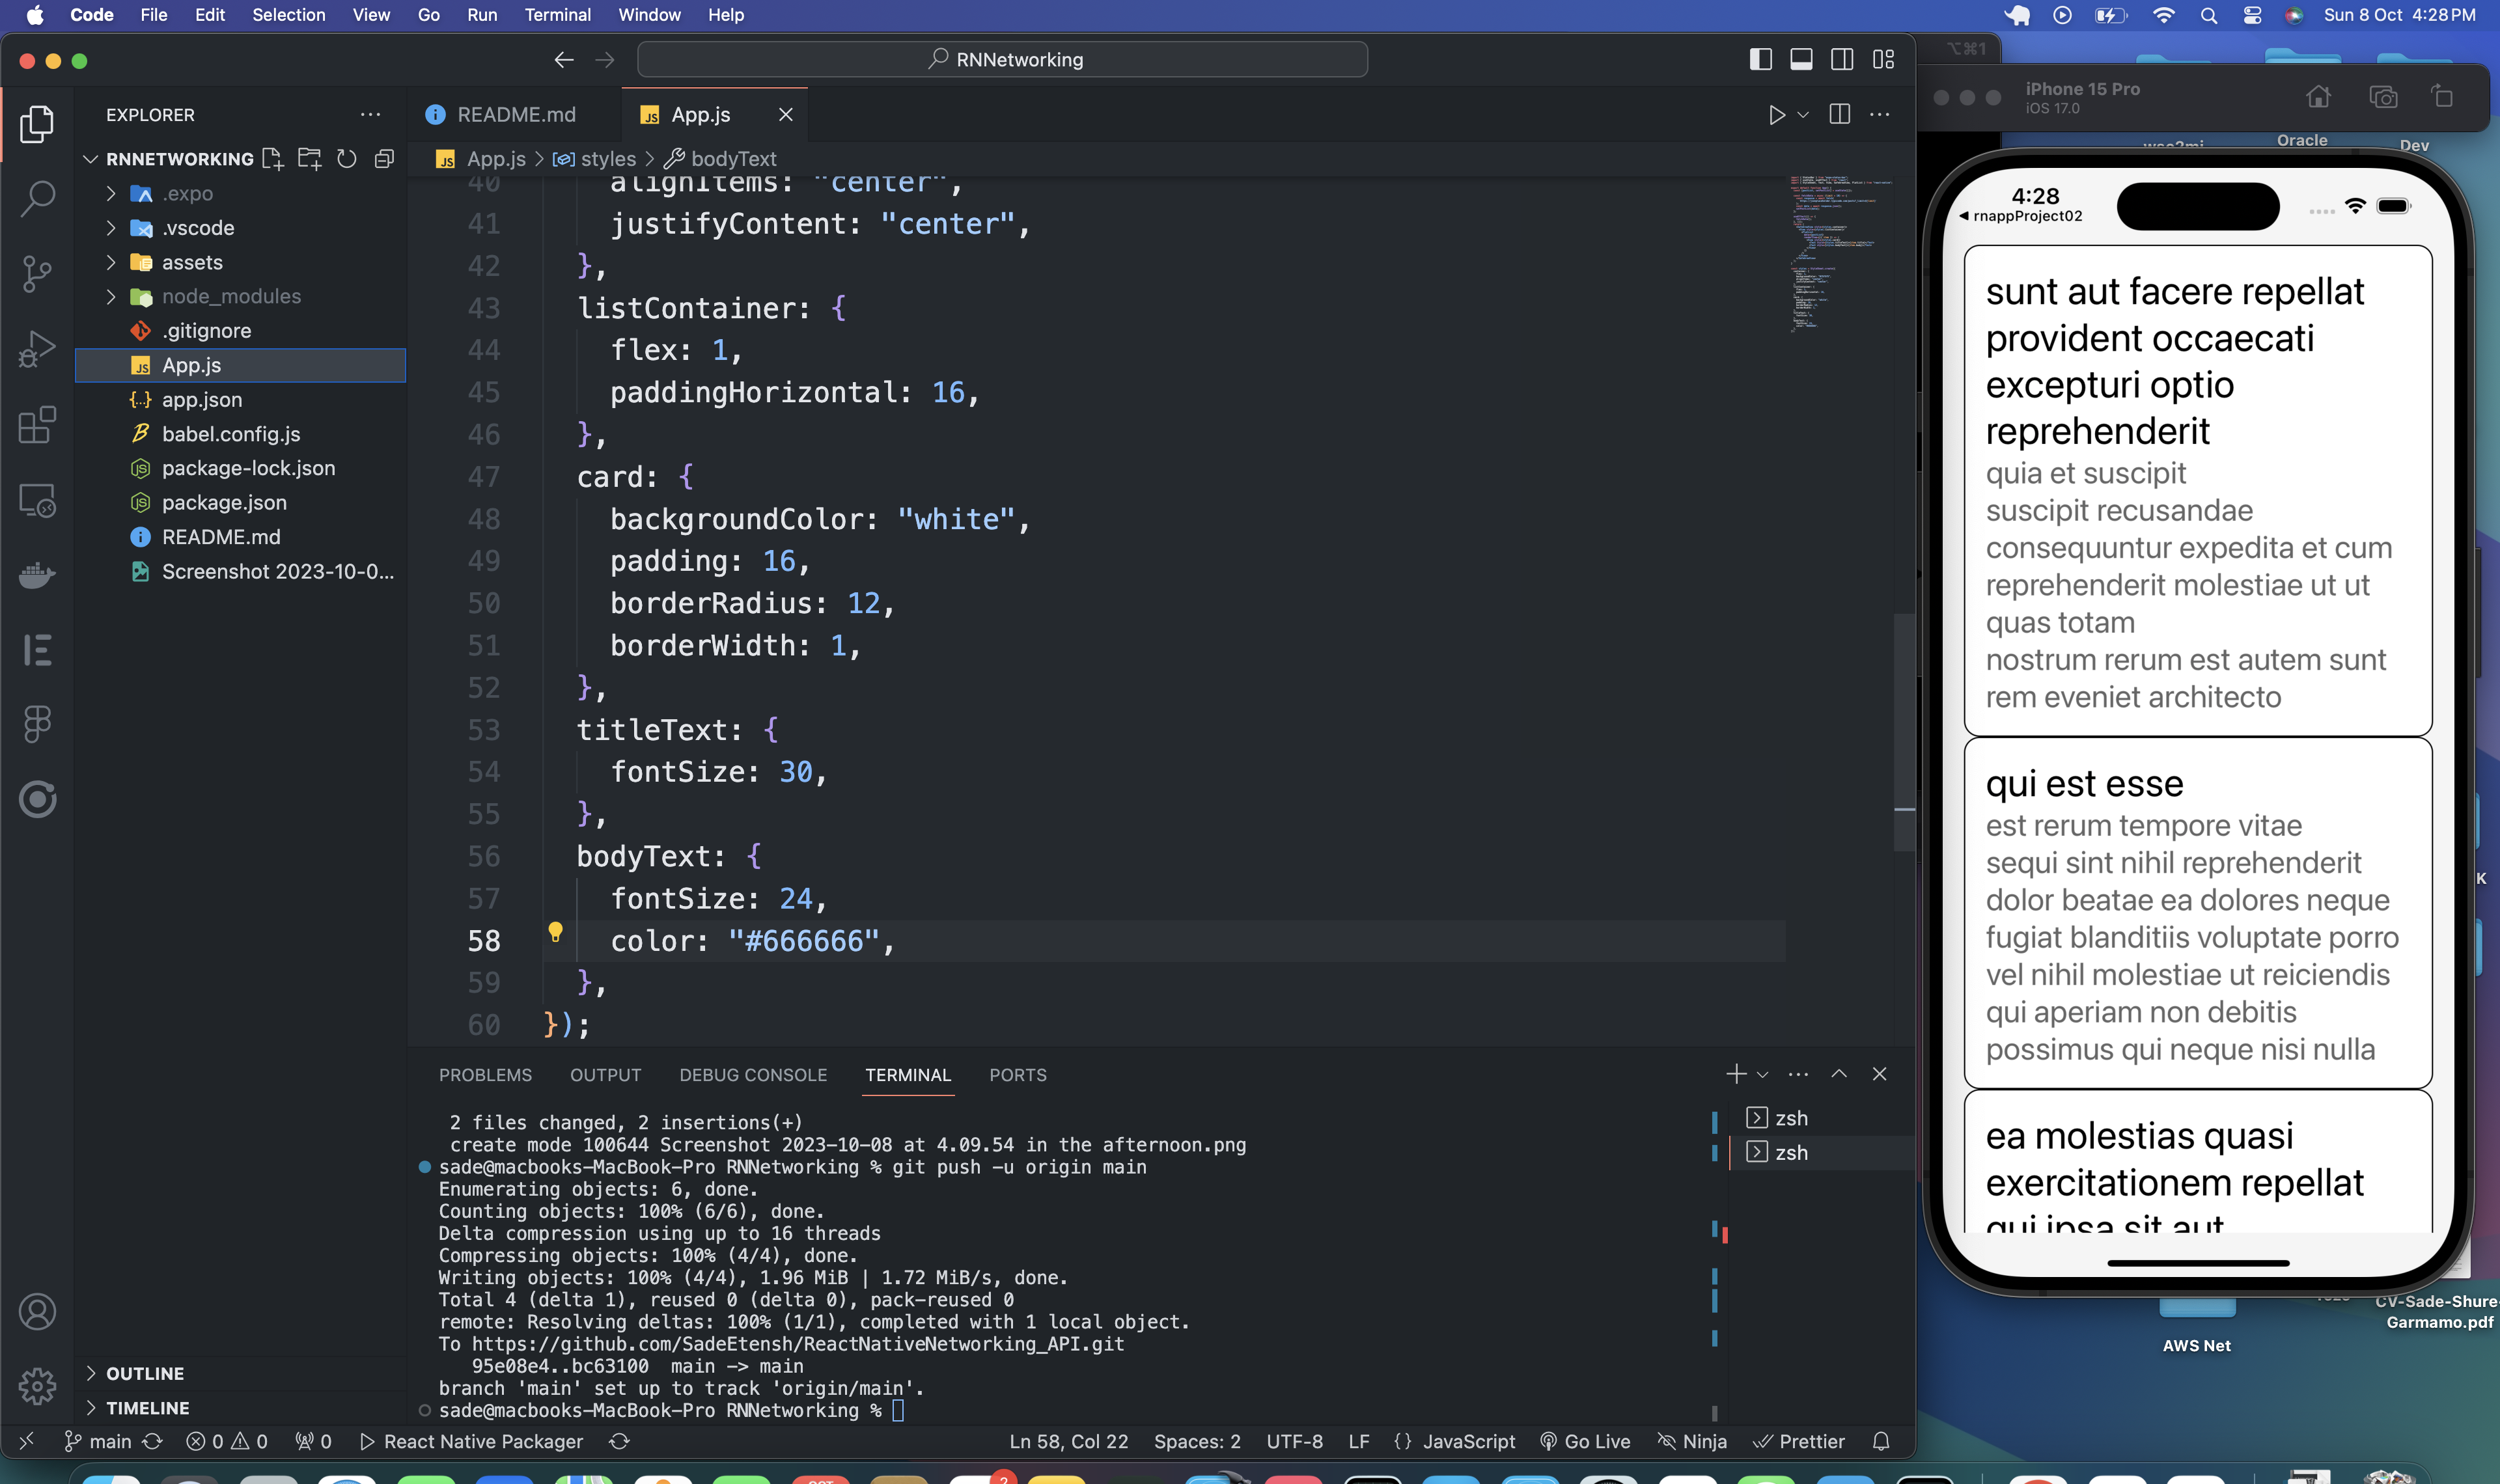 Code File Edit Selection View Go Run Terminal Window Help
Sun 8 Oct 4:28 PM
RNNetworking
EXPLORER
RNNETWORKING
.expo
.vscode
assets
node_modules
.gitignore
App.js
app.json
babel.config.js
package-lock.json
package.json
README.md
Screenshot 2023-10-0...
OUTLINE
TIMELINE
README.md
App.js
App.js > styles > bodyText
40 alignItems: "center",
41 justifyContent: "center",
42 },
43 listContainer: {
44 flex: 1,
45 paddingHorizontal: 16,
46 },
47 card: {
48 backgroundColor: "white",
49 padding: 16,
50 borderRadius: 12,
51 borderWidth: 1,
52 },
53 titleText: {
54 fontSize: 30,
55 },
56 bodyText: {
57 fontSize: 24,
58 color: "#666666",
59 },
60 });
PROBLEMS OUTPUT DEBUG CONSOLE TERMINAL PORTS
2 files changed, 2 insertions(+)
create mode 100644 Screenshot 2023-10-08 at 4.09.54 in the afternoon.png
sade@macbooks-MacBook-Pro RNNetworking % git push -u origin main
Enumerating objects: 6, done.
Counting objects: 100% (6/6), done.
Delta compression using up to 16 threads
Compressing objects: 100% (4/4), done.
Writing objects: 100% (4/4), 1.96 MiB | 1.72 MiB/s, done.
Total 4 (delta 1), reused 0 (delta 0), pack-reused 0
remote: Resolving deltas: 100% (1/1), completed with 1 local object.
To https://github.com/SadeEtensh/ReactNativeNetworking_API.git
95e08e4..bc63100 main -> main
branch 'main' set up to track 'origin/main'.
sade@macbooks-MacBook-Pro RNNetworking %
zsh
zsh
main 0 0 0 React Native Packager
Ln 58, Col 22 Spaces: 2 UTF-8 LF {} JavaScript Go Live Ninja Prettier
⌥⌘1
iPhone 15 Pro
iOS 17.0
Oracle
Dev
4:28
rnappProject02
sunt aut facere repellat
provident occaecati
excepturi optio
reprehenderit
quia et suscipit
suscipit recusandae
consequuntur expedita et cum
reprehenderit molestiae ut ut
quas totam
nostrum rerum est autem sunt
rem eveniet architecto
qui est esse
est rerum tempore vitae
sequi sint nihil reprehenderit
dolor beatae ea dolores neque
fugiat blanditiis voluptate porro
vel nihil molestiae ut reiciendis
qui aperiam non debitis
possimus qui neque nisi nulla
ea molestias quasi
exercitationem repellat
qui ipsa sit aut
K
CV-Sade-Shure-
Garmamo.pdf
AWS Net
2